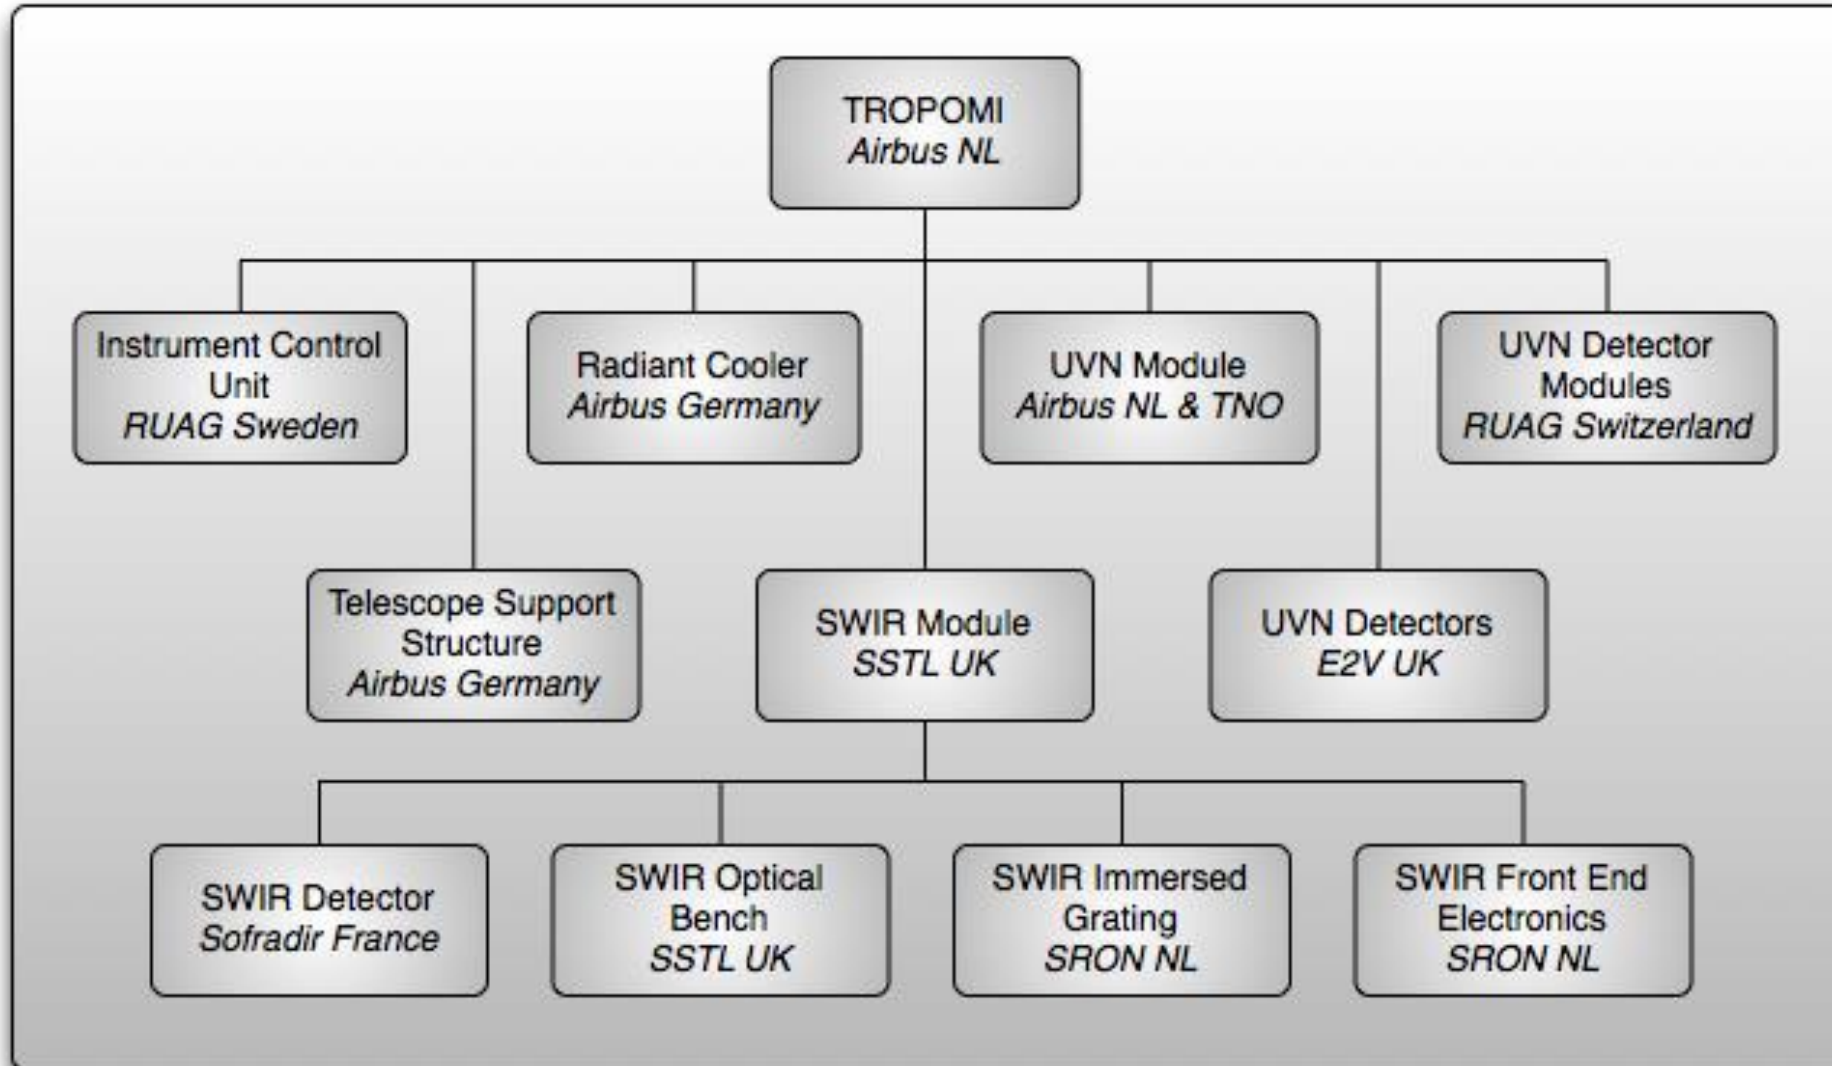 TROPOMI
Airbus NL
Instrument Control
Unit
RUAG Sweden
Radiant Cooler
Airbus Germany
UVN Module
Airbus NL & TNO
UVN Detector
Modules
RUAG Switzerland
Telescope Support
Structure
Airbus Germany
SWIR Module
SSTL UK
UVN Detectors
E2V UK
SWIR Detector
Sofradir France
SWIR Optical
Bench
SSTL UK
SWIR Immersed
Grating
SRON NL
SWIR Front End
Electronics
SRON NL